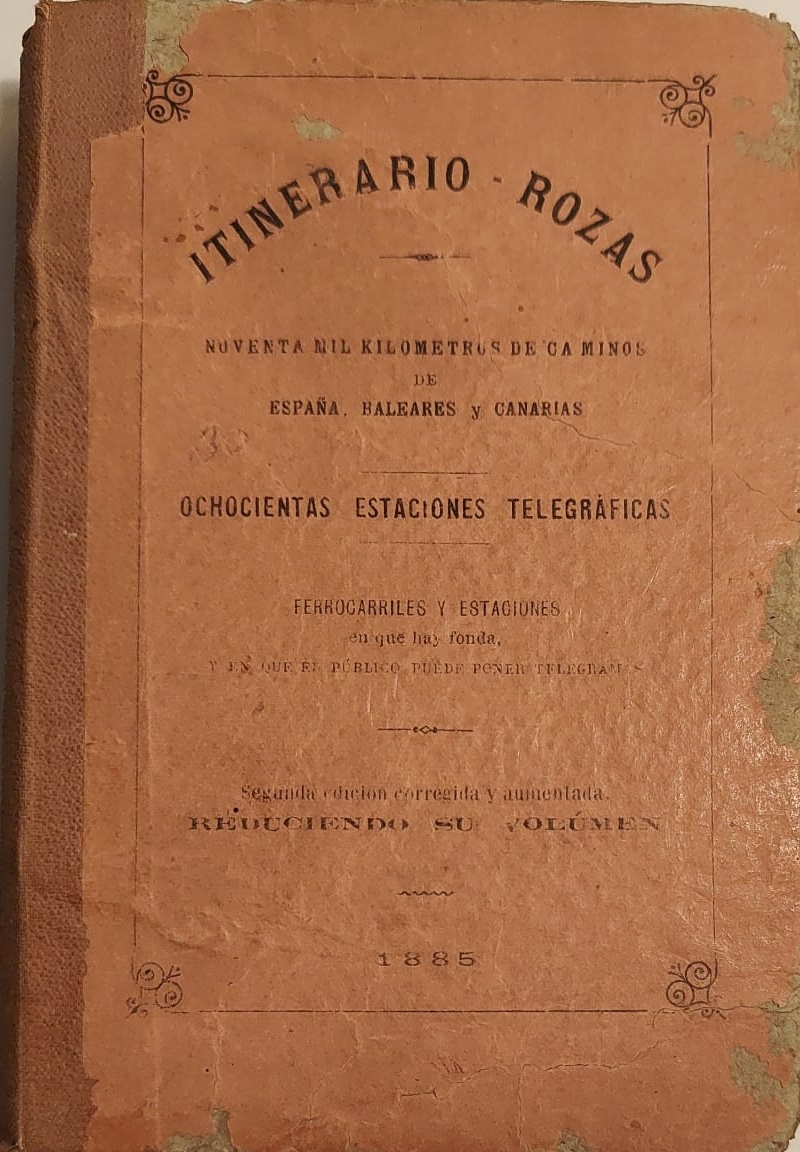 ITINERARIO - ROZAS
NOVENTA MIL KILOMETROS DE CAMINOS
DE
ESPAÑA, BALEARES y CANARIAS
30
OCHOCIENTAS ESTACIONES TELEGRÁFICAS
FERROCARRILES Y ESTACIONES
en que hay fonda,
Y EN QUE EL PÚBLICO PUEDE PONER TELEGRAMAS
Segunda edicion corregida y aumentada.
REDUCIENDO SU VOLÚMEN
1885